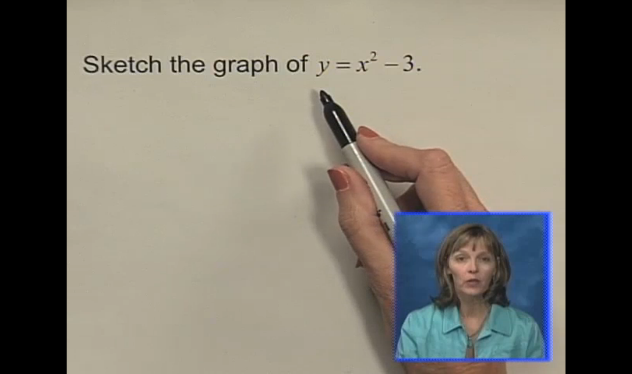 Sketch the graph of y = x² − 3.